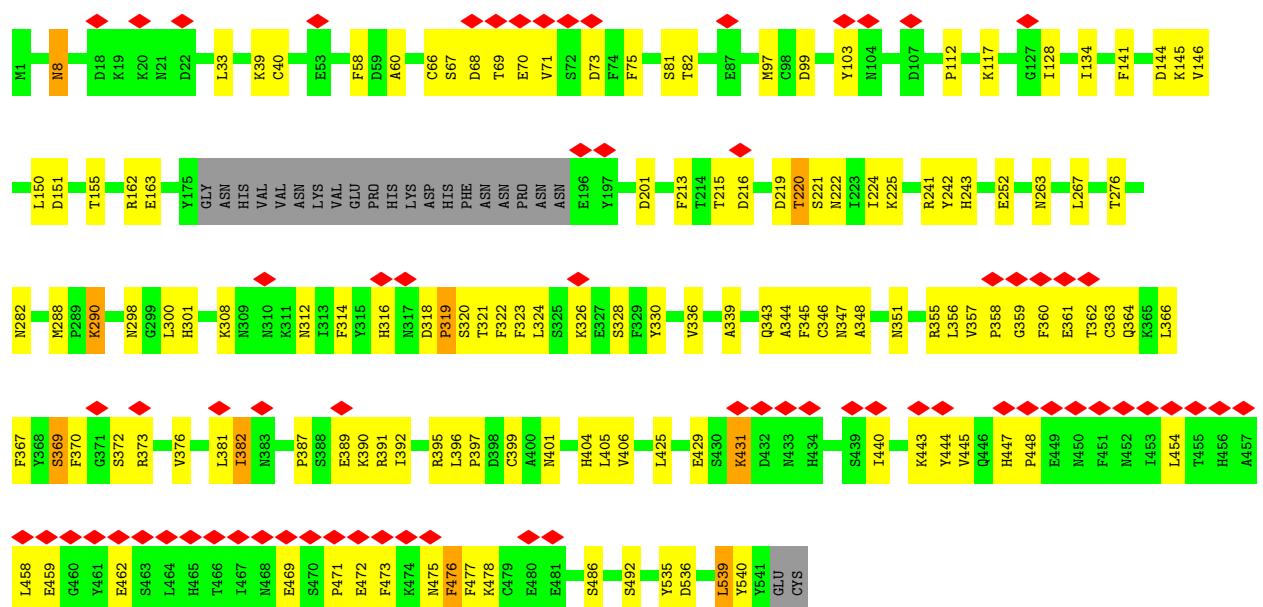 M1 N8 D18 K19 K20 N21 D22 L33 K39 C40 E53 F58 D59 A60 C66 S67 D68 T69 E70 V71 S72 D73 F74 F75 S81 T82 E87 M97 C98 D99 Y103 N104 D107 P112 K117 G127 I128 I134 F141 D144 K145 V146
L150 D151 T155 R162 E163 Y175 GLY ASN HIS VAL VAL ASN LYS VAL GLU PRO HIS LYS ASP HIS PHE ASN ASN PRO ASN ASN E196 Y197 D201 F213 T214 T215 D216 D219 T220 S221 N222 I223 I224 K225 R241 Y242 H243 E252 N263 L267 T276
N282 M288 P289 K290 N298 G299 L300 H301 K308 N309 N310 K311 N312 I313 F314 Y315 H316 N317 D318 P319 S320 T321 F322 F323 L324 S325 K326 E327 S328 F329 Y330 V336 A339 Q343 A344 F345 C346 N347 A348 N351 R355 L356 V357 P358 G359 F360 E361 T362 C363 Q364 K365 L366
F367 Y368 S369 F370 G371 S372 R373 V376 L381 I382 N383 P387 S388 E389 K390 R391 I392 R395 L396 P397 D398 C399 A400 N401 H404 L405 V406 L425 E429 S430 K431 D432 N433 H434 S439 I440 K443 Y444 V445 Q446 H447 P448 E449 N450 F451 N452 I453 L454 T455 H456 A457
L458 E459 G460 Y461 E462 S463 L464 H465 T466 I467 N468 E469 S470 P471 E472 F473 K474 N475 F476 F477 K478 C479 E480 E481 S486 S492 Y535 D536 L539 Y540 Y541 GLU CYS